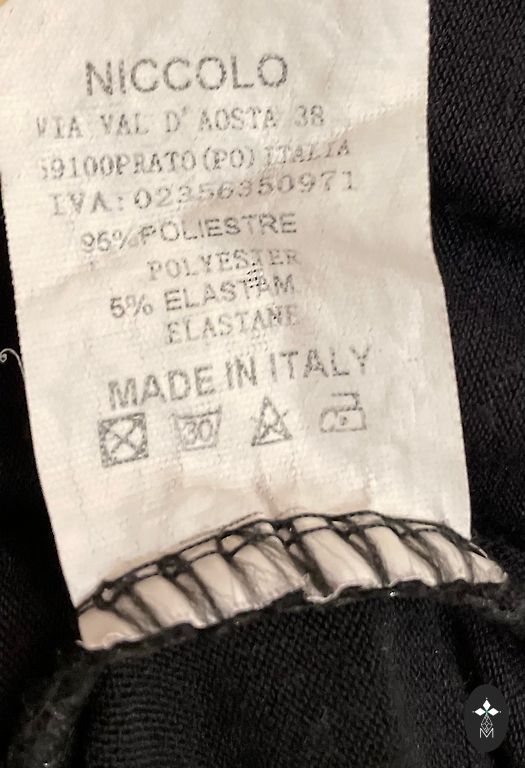 NICCOLO
VIA VAL D'AOSTA 38
59100PRATO(PO)ITALIA
IVA:02356350971
95% POLIESTRE
POLYESTER
5% ELASTAM
ELASTANE
MADE IN ITALY
30
M